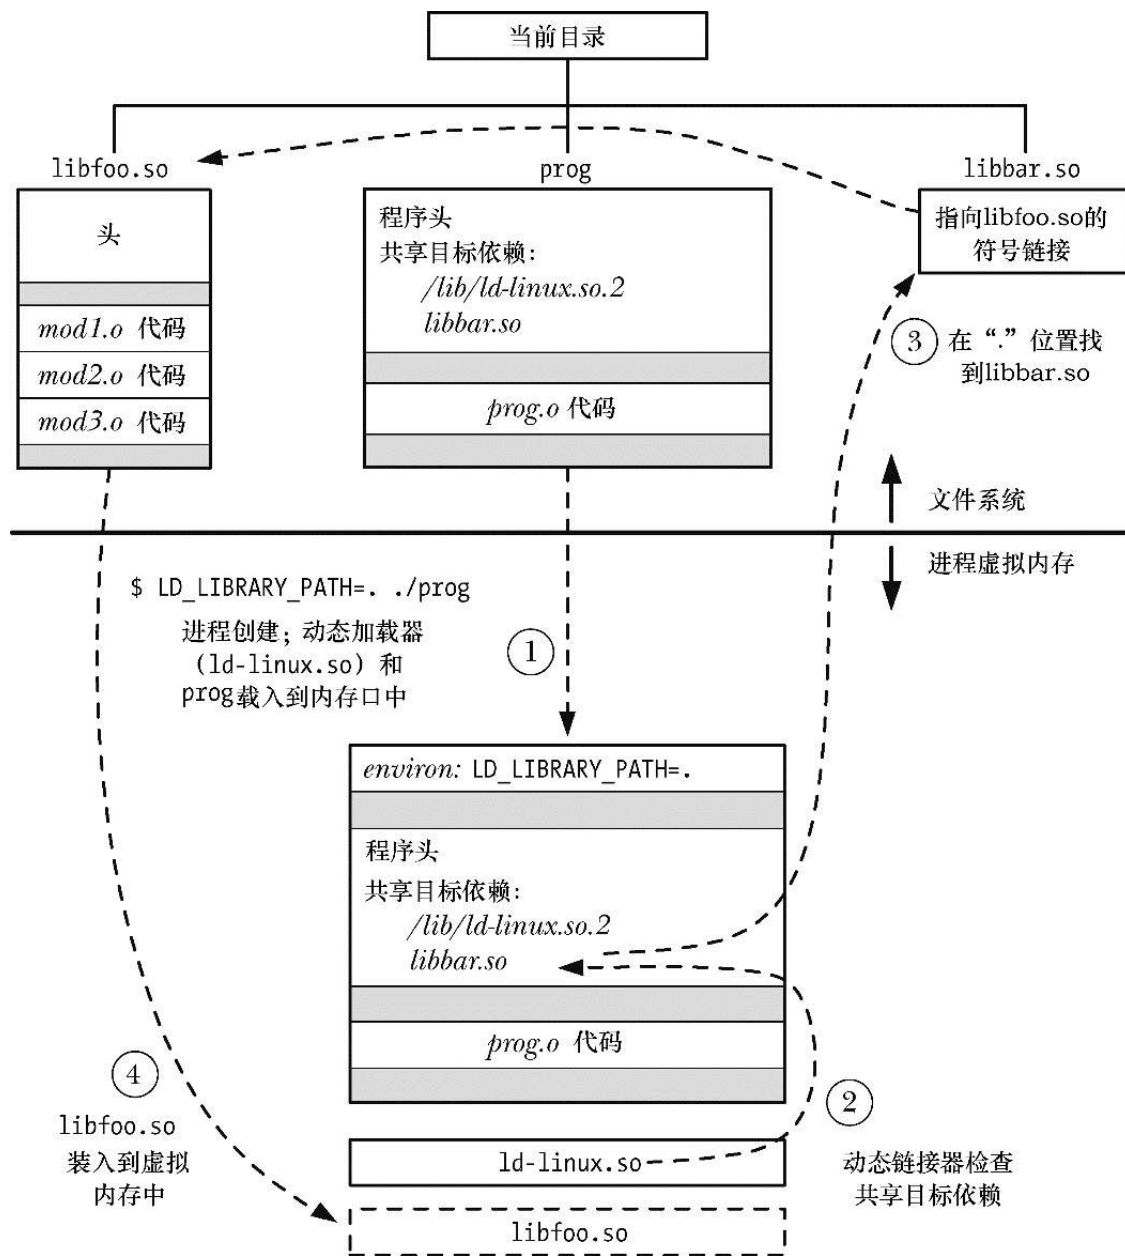 当前目录
libfoo.so
prog
libbar.so
头
mod1.o 代码
mod2.o 代码
mod3.o 代码
程序头
共享目标依赖:
/lib/ld-linux.so.2
libbar.so
prog.o 代码
指向libfoo.so的
符号链接
3 在“.”位置找
到libbar.so
文件系统
进程虚拟内存
$ LD_LIBRARY_PATH=. ./prog
进程创建; 动态加载器
(ld-linux.so) 和
prog载入到内存口中
1
environ: LD_LIBRARY_PATH=.
程序头
共享目标依赖:
/lib/ld-linux.so.2
libbar.so
prog.o 代码
4
libfoo.so
装入到虚拟
内存中
2
动态链接器检查
共享目标依赖
ld-linux.so
libfoo.so